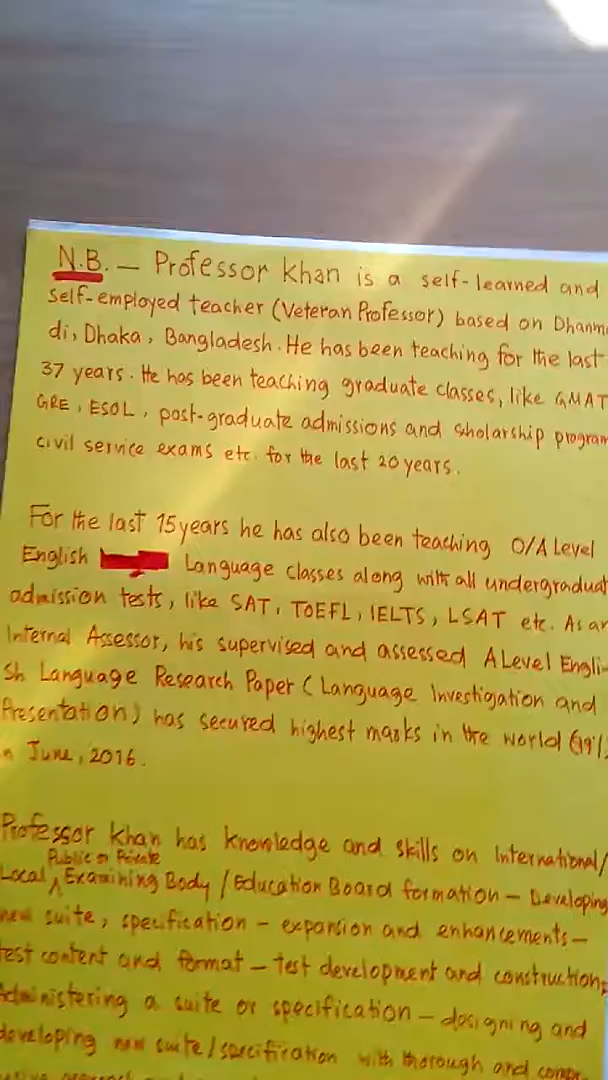 N.B. — Professor Khan is a self-learned and
self-employed teacher (Veteran Professor) based on Dhanm
di, Dhaka, Bangladesh. He has been teaching for the last
37 years. He has been teaching graduate classes, like GMAT
GRE, ESOL, post-graduate admissions and scholarship program
civil service exams etc. for the last 20 years.
For the last 15 years he has also been teaching O/A Level
English Language classes along with all undergraduat
admission tests, like SAT, TOEFL, IELTS, LSAT etc. As an
Internal Assessor, his supervised and assessed A Level Engli-
sh Language Research Paper (Language Investigation and
Presentation) has secured highest marks in the world (99%
n June, 2016.
Professor Khan has knowledge and skills on International/
Public or Private
Local ^ Examining Body / Education Board formation — Developing
new suite, specification — expansion and enhancements —
test content and format — test development and construction,
Administering a suite or specification — designing and
developing new suite/specification with thorough and compr-